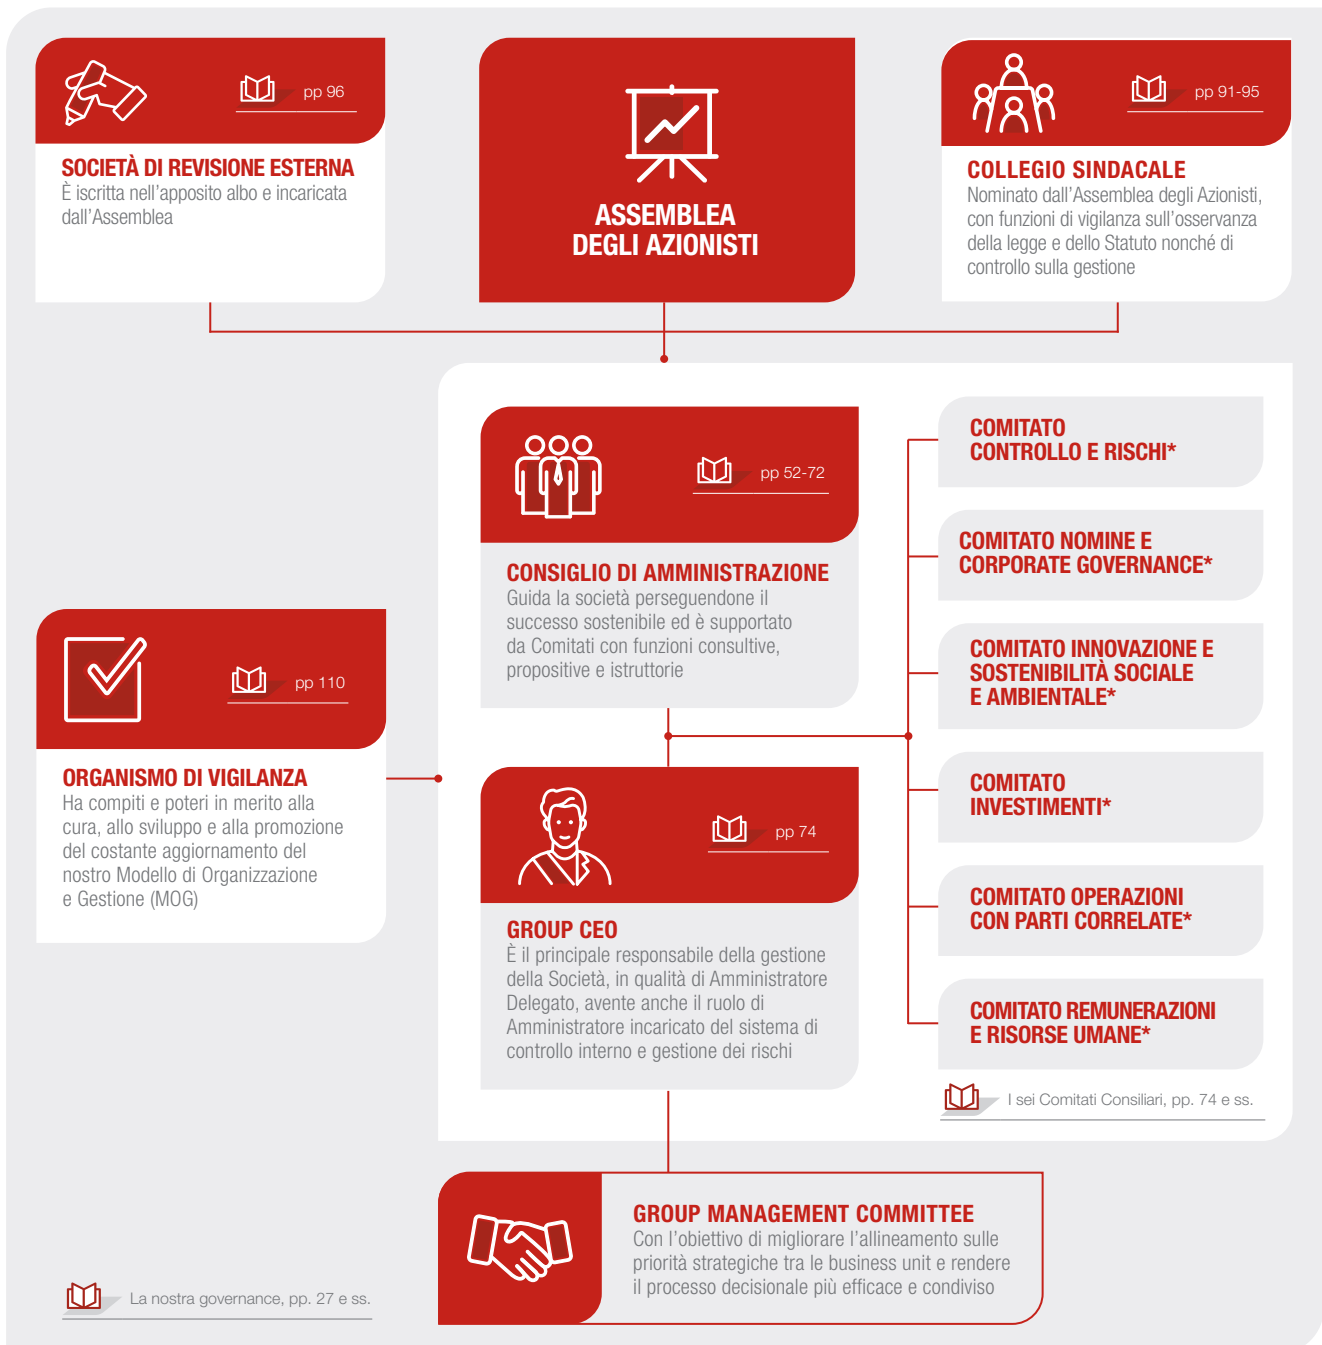 pp 96
SOCIETÀ DI REVISIONE ESTERNA
È iscritta nell'apposito albo e incaricata
dall'Assemblea
ASSEMBLEA
DEGLI AZIONISTI
pp 91-95
COLLEGIO SINDACALE
Nominato dall'Assemblea degli Azionisti,
con funzioni di vigilanza sull'osservanza
della legge e dello Statuto nonché di
controllo sulla gestione
pp 52-72
CONSIGLIO DI AMMINISTRAZIONE
Guida la società perseguendone il
successo sostenibile ed è supportato
da Comitati con funzioni consultive,
propositive e istruttorie
COMITATO
CONTROLLO E RISCHI*
COMITATO NOMINE E
CORPORATE GOVERNANCE*
COMITATO INNOVAZIONE E
SOSTENIBILITÀ SOCIALE
E AMBIENTALE*
COMITATO
INVESTIMENTI*
COMITATO OPERAZIONI
CON PARTI CORRELATE*
COMITATO REMUNERAZIONI
E RISORSE UMANE*
I sei Comitati Consiliari, pp. 74 e ss.
pp 110
ORGANISMO DI VIGILANZA
Ha compiti e poteri in merito alla
cura, allo sviluppo e alla promozione
del costante aggiornamento del
nostro Modello di Organizzazione
e Gestione (MOG)
pp 74
GROUP CEO
È il principale responsabile della gestione
della Società, in qualità di Amministratore
Delegato, avente anche il ruolo di
Amministratore incaricato del sistema di
controllo interno e gestione dei rischi
GROUP MANAGEMENT COMMITTEE
Con l'obiettivo di migliorare l'allineamento sulle
priorità strategiche tra le business unit e rendere
il processo decisionale più efficace e condiviso
La nostra governance, pp. 27 e ss.